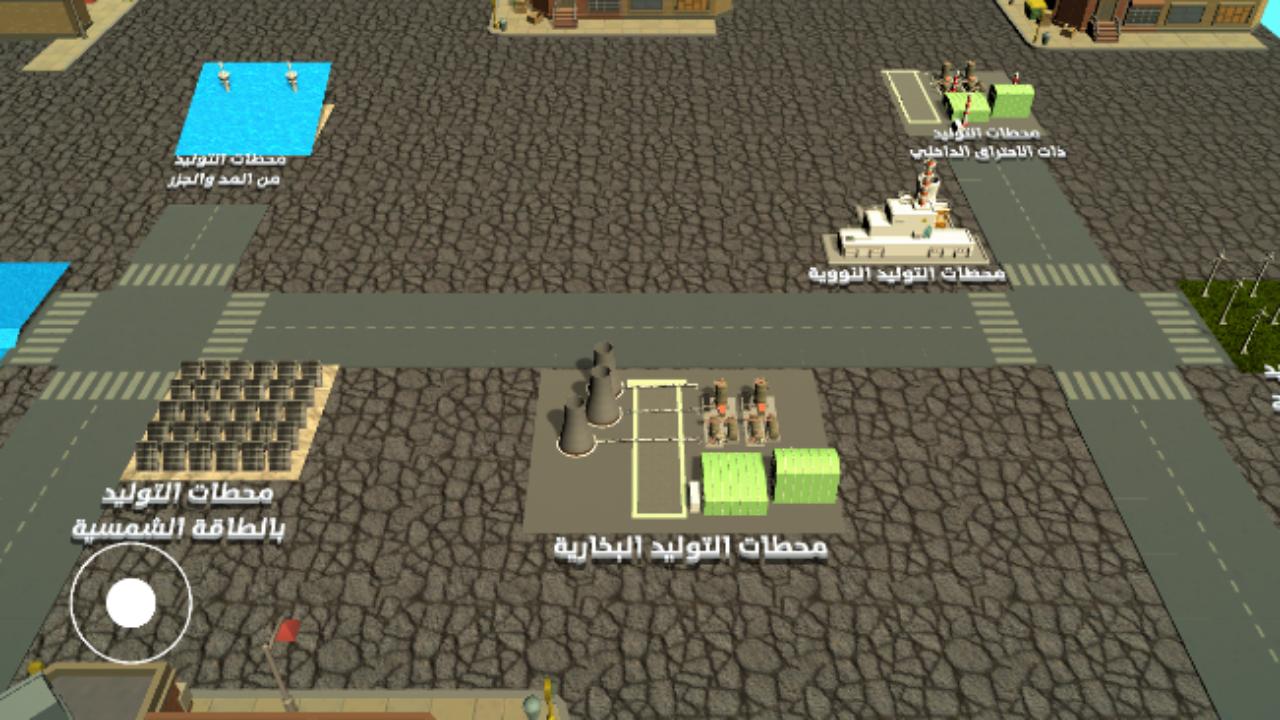 محطات التوليد
ذات الاحتراق الداخلي
محطات التوليد
من المد والجزر
محطات التوليد النووية
محطات التوليد
بالطاقة الشمسية
محطات التوليد البخارية